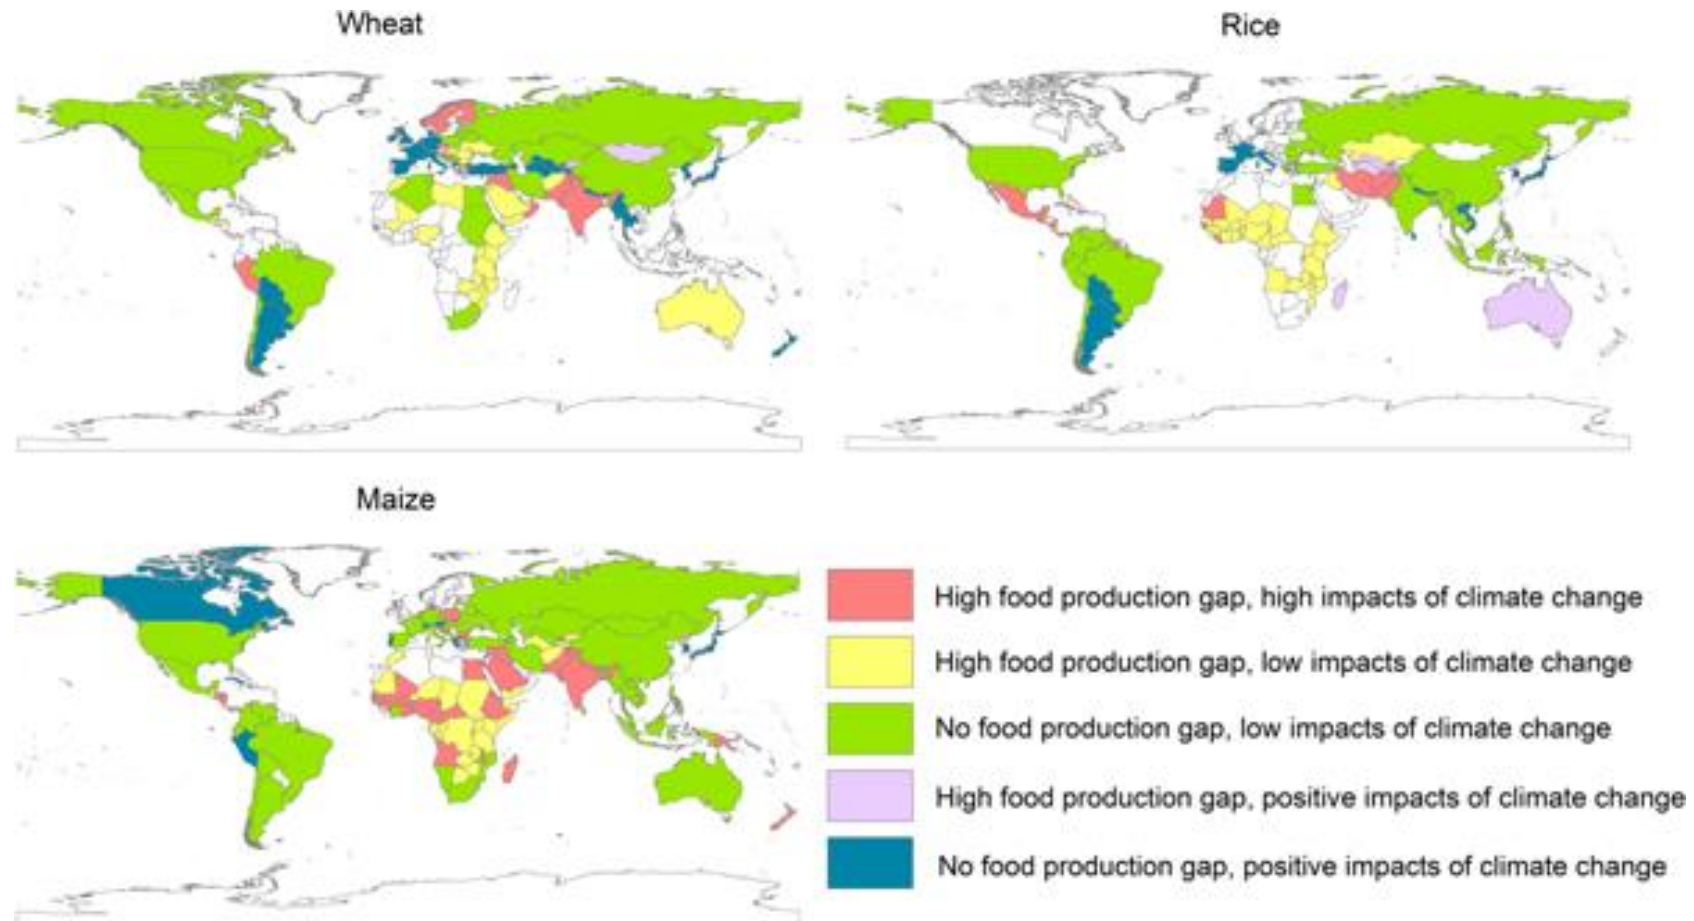 Wheat
Rice
Maize
High food production gap, high impacts of climate change
High food production gap, low impacts of climate change
No food production gap, low impacts of climate change
High food production gap, positive impacts of climate change
No food production gap, positive impacts of climate change